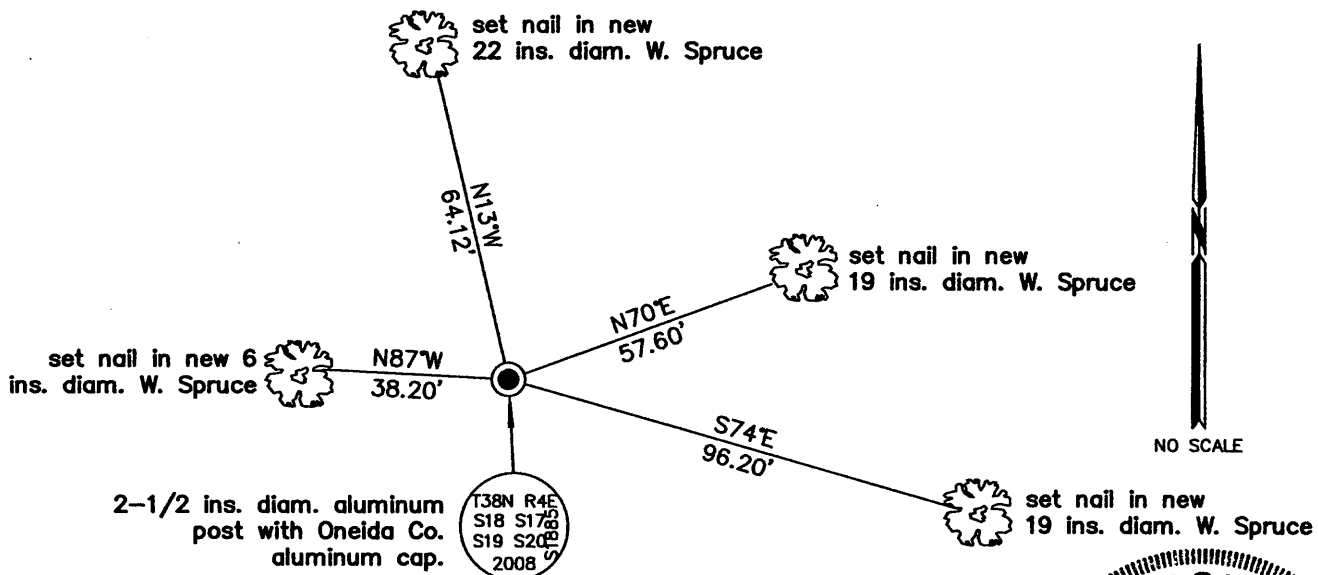 set nail in new
22 ins. diam. W. Spruce
N13°W
64.12'
set nail in new
19 ins. diam. W. Spruce
N70°E
57.60'
N
set nail in new 6
ins. diam. W. Spruce
N87°W
38.20'
S74°E
96.20'
NO SCALE
2-1/2 ins. diam. aluminum
post with Oneida Co.
aluminum cap.
T38N R4E
S18 S17
S19 S20
2008
set nail in new
19 ins. diam. W. Spruce